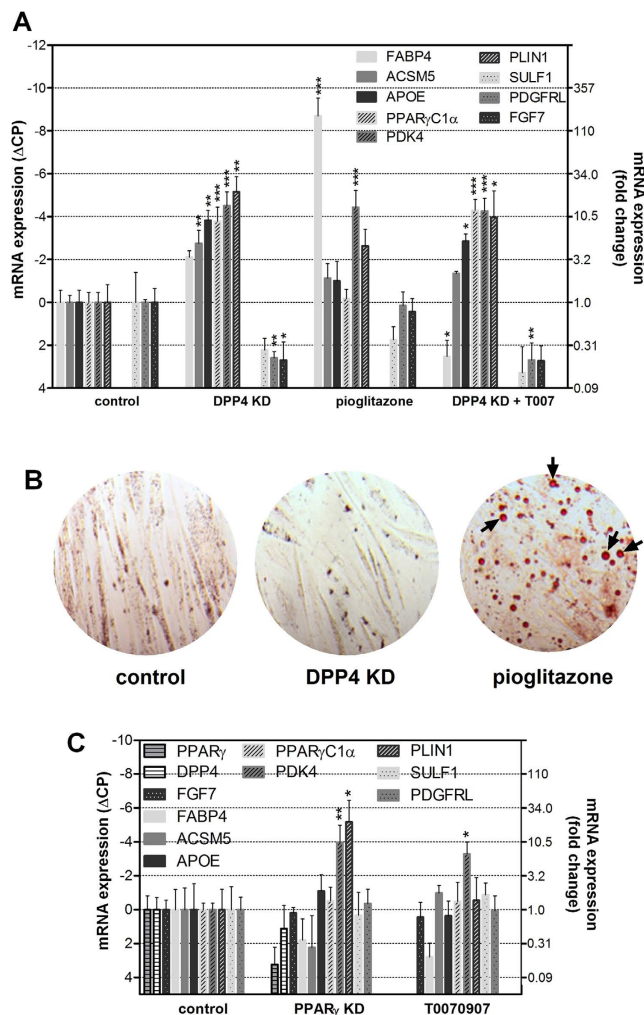 A
mRNA expression (ΔCP)
-12
-10
-8
-6
-4
-2
0
2
4
FABP4
ACSM5
APOE
PPARγC1α
PDK4
PLIN1
SULF1
PDGFRL
FGF7
** ** *** *** **
** *
***
***
*
* *** *** *
**
357
110
34.0
10.5
3.2
1.0
0.31
0.09
mRNA expression
(fold change)
control DPP4 KD pioglitazone DPP4 KD + T007
B
control DPP4 KD pioglitazone
C
mRNA expression (ΔCP)
-10
-8
-6
-4
-2
0
2
4
PPARγ
DPP4
FGF7
FABP4
ACSM5
APOE
PPARγC1α
PDK4
PLIN1
SULF1
PDGFRL
** *
*
110
34.0
10.5
3.2
1.0
0.31
0.09
mRNA expression
(fold change)
control PPARγ KD T0070907